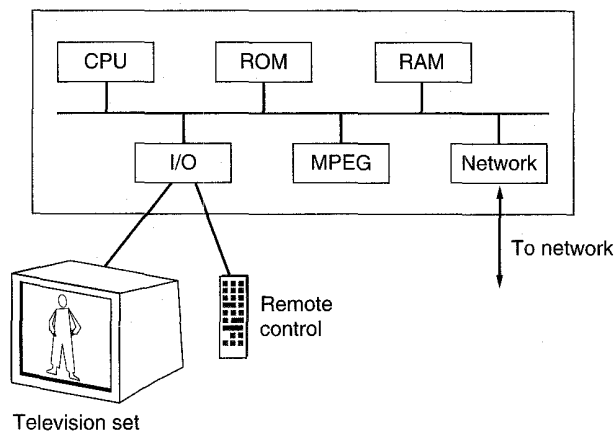 CPU
ROM
RAM
I/O
MPEG
Network
To network
Remote
control
Television set